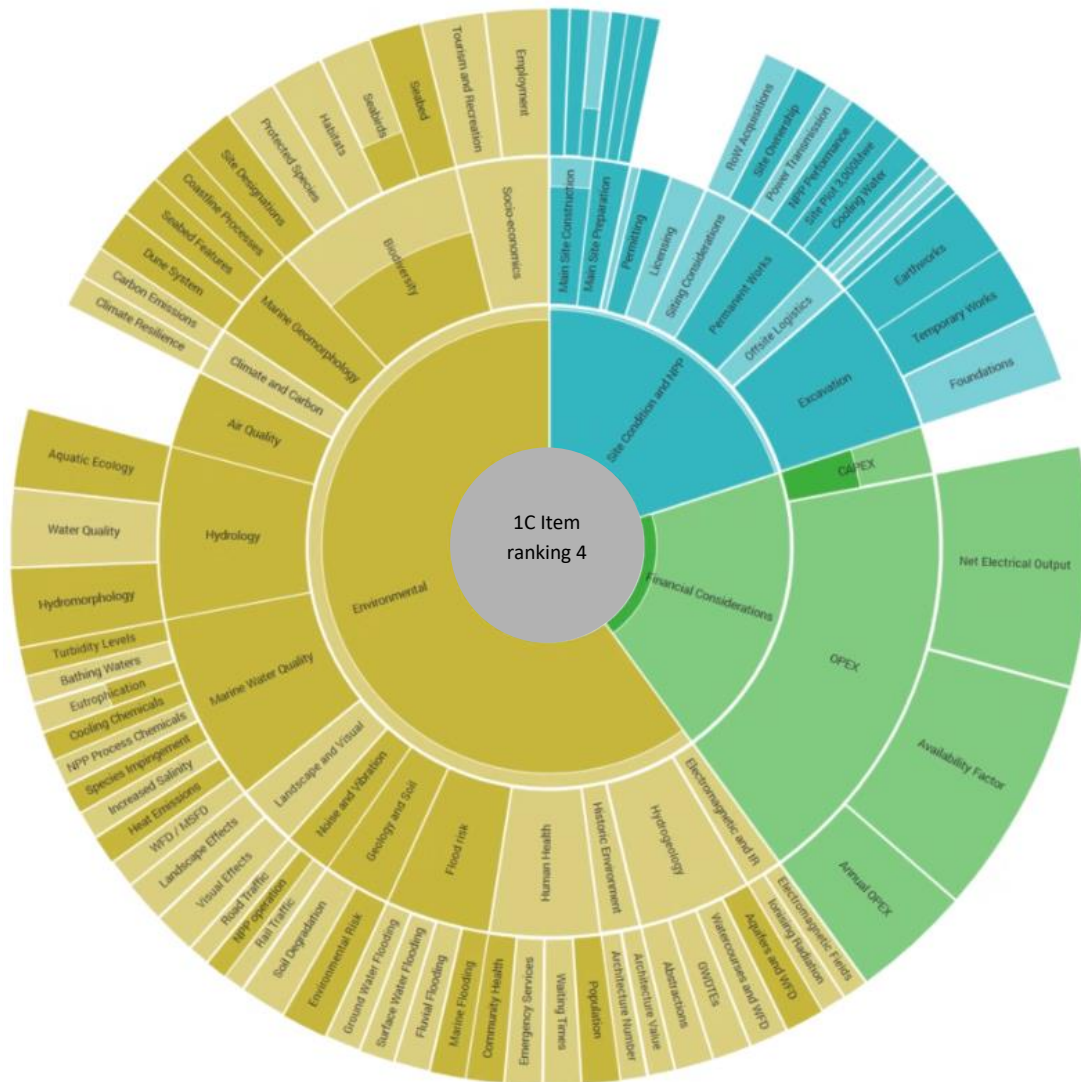 1C Item
ranking 4
Site Condition and NPP
Financial Considerations
Environmental
Main Site Construction
Main Site Preparation
Permitting
Licensing
Sitting Considerations
Permanent Works
Offsite Logistics
Excavation
CAPEX
OPEX
Electromagnetic and IR
Hydrogeology
Historic Environment
Human Health
Flood risk
Geology and Soil
Noise and Vibration
Landscape and Visual
Marine Water Quality
Hydrology
Air Quality
Climate and Carbon
Marine Geomorphology
Biodiversity
Socio-economics
RoW Acquisitions
Site Ownership
Power Transmission
NPP Performance
Site Plot 3,000Mwe
Cooling Water
Earthworks
Temporary Works
Foundations
Net Electrical Output
Availability Factor
Annual OPEX
Electromagnetic Fields
Ionising Radiation
Aquifers and WFD
Watercourses and WFD
GWDTEs
Abstractions
Architecture Value
Architecture Number
Population
Waiting Times
Emergency Services
Community Health
Marine Flooding
Fluvial Flooding
Surface Water Flooding
Ground Water Flooding
Environmental Risk
Soil Degradation
Rail Traffic
NPP operation
Road Traffic
Visual Effects
Landscape Effects
WFD / MSFD
Heat Emissions
Increased Salinity
Species Impingement
NPP Process Chemicals
Cooling Chemicals
Eutrophication
Bathing Waters
Turbidity Levels
Hydromorphology
Water Quality
Aquatic Ecology
Climate Resilience
Carbon Emissions
Dune System
Seabed Features
Coastline Processes
Site Designations
Protected Species
Habitats
Seabirds
Seabed
Tourism and Recreation
Employment